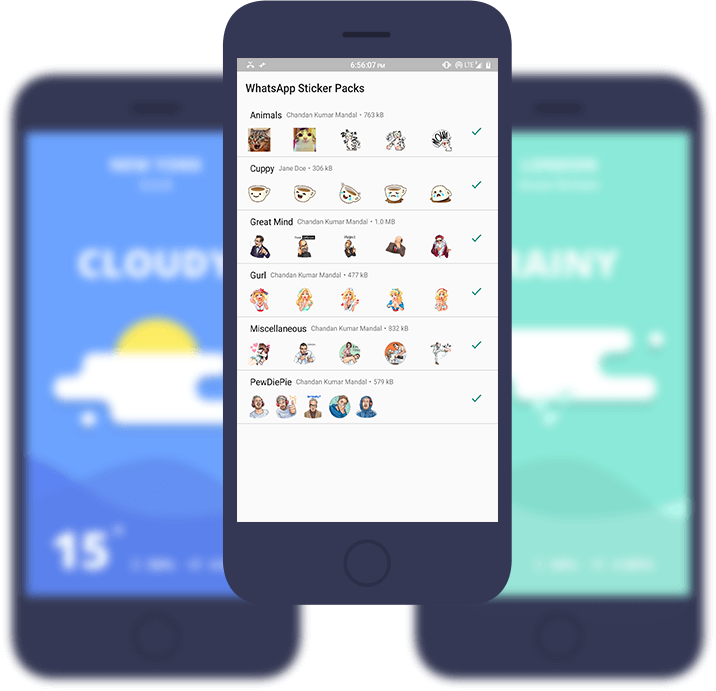 6:56:07 PM
LTE
WhatsApp Sticker Packs
Animals Chandan Kumar Mandal • 763 kB
Cuppy Jane Doe • 306 kB
Great Mind Chandan Kumar Mandal • 1.0 MB
Gurl Chandan Kumar Mandal • 477 kB
Miscellaneous Chandan Kumar Mandal • 832 kB
PewDiePie Chandan Kumar Mandal • 579 kB
NEW YORK
CLOUDY
15°
LONDON
RAINY